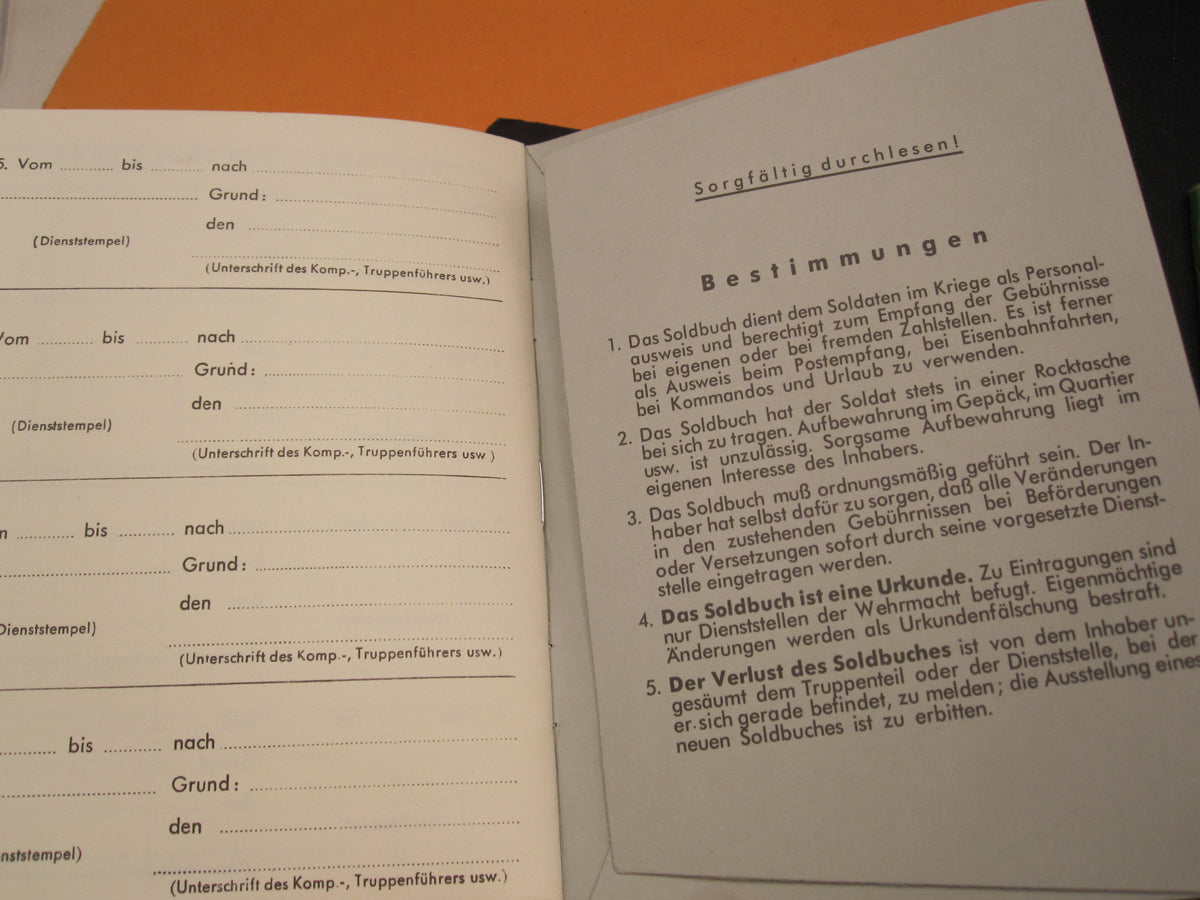 5. Vom ........... bis ........... nach ...........
Grund: ...........
den ...........
(Dienststempel)
(Unterschrift des Komp.-, Truppenführers usw.)
Vom ........... bis ........... nach ...........
Grund: ...........
den ...........
(Dienststempel)
(Unterschrift des Komp.-, Truppenführers usw )
........... bis ........... nach ...........
Grund: ...........
den ...........
Dienststempel)
(Unterschrift des Komp.-, Truppenführers usw.)
........... bis ........... nach ...........
Grund: ...........
den ...........
enststempel)
(Unterschrift des Komp.-, Truppenführers usw.)
Sorgfältig durchlesen!
Bestimmungen
1. Das Soldbuch dient dem Soldaten im Kriege als Personal-
ausweis und berechtigt zum Empfang der Gebührnisse
bei eigenen oder bei fremden Zahlstellen. Es ist ferner
als Ausweis beim Postempfang, bei Eisenbahnfahrten,
bei Kommandos und Urlaub zu verwenden.
2. Das Soldbuch hat der Soldat stets in einer Rocktasche
bei sich zu tragen. Aufbewahrung im Gepäck, im Quartier
usw. ist unzulässig. Sorgsame Aufbewahrung liegt im
eigenen Interesse des Inhabers.
3. Das Soldbuch muß ordnungsmäßig geführt sein. Der In-
haber hat selbst dafür zu sorgen, daß alle Veränderungen
in den zustehenden Gebührnissen bei Beförderungen
oder Versetzungen sofort durch seine vorgesetzte Dienst-
stelle eingetragen werden.
4. Das Soldbuch ist eine Urkunde. Zu Eintragungen sind
nur Dienststellen der Wehrmacht befugt. Eigenmächtige
Änderungen werden als Urkundenfälschung bestraft.
5. Der Verlust des Soldbuches ist von dem Inhaber un-
gesäumt dem Truppenteil oder der Dienststelle, bei der
er sich gerade befindet, zu melden; die Ausstellung eines
neuen Soldbuches ist zu erbitten.